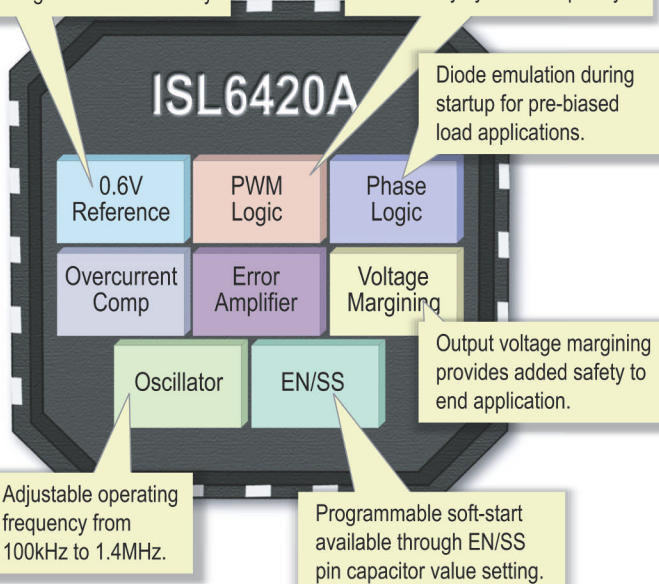 ISL6420A
Diode emulation during
startup for pre-biased
load applications.
0.6V
Reference
PWM
Logic
Phase
Logic
Overcurrent
Comp
Error
Amplifier
Voltage
Margining
Output voltage margining
provides added safety to
end application.
Oscillator
EN/SS
Adjustable operating
frequency from
100kHz to 1.4MHz.
Programmable soft-start
available through EN/SS
pin capacitor value setting.